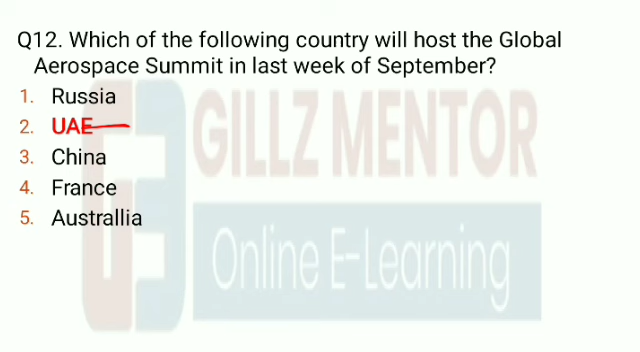 Q12. Which of the following country will host the Global
Aerospace Summit in last week of September?
1. Russia
2. UAE
3. China
4. France
5. Australlia
GILLZ MENTOR
Online E-Learning